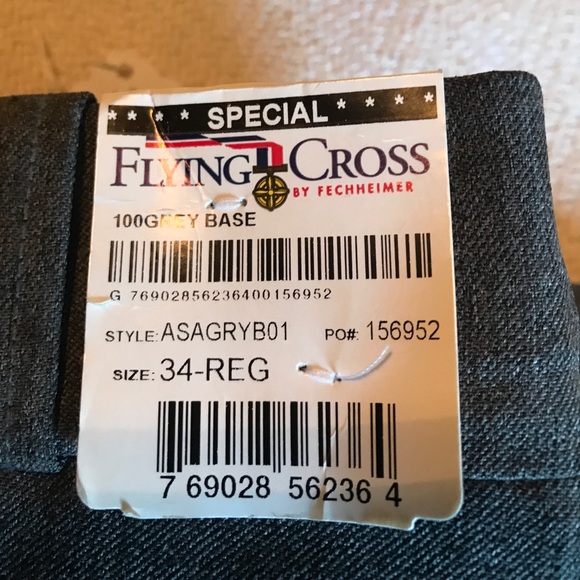 * * * * SPECIAL * * * *
FLYING CROSS
BY FECHHEIMER
100GREY BASE
G 76902856236400156952
STYLE: ASAGRYB01 PO#: 156952
SIZE: 34-REG
7 69028 56236 4